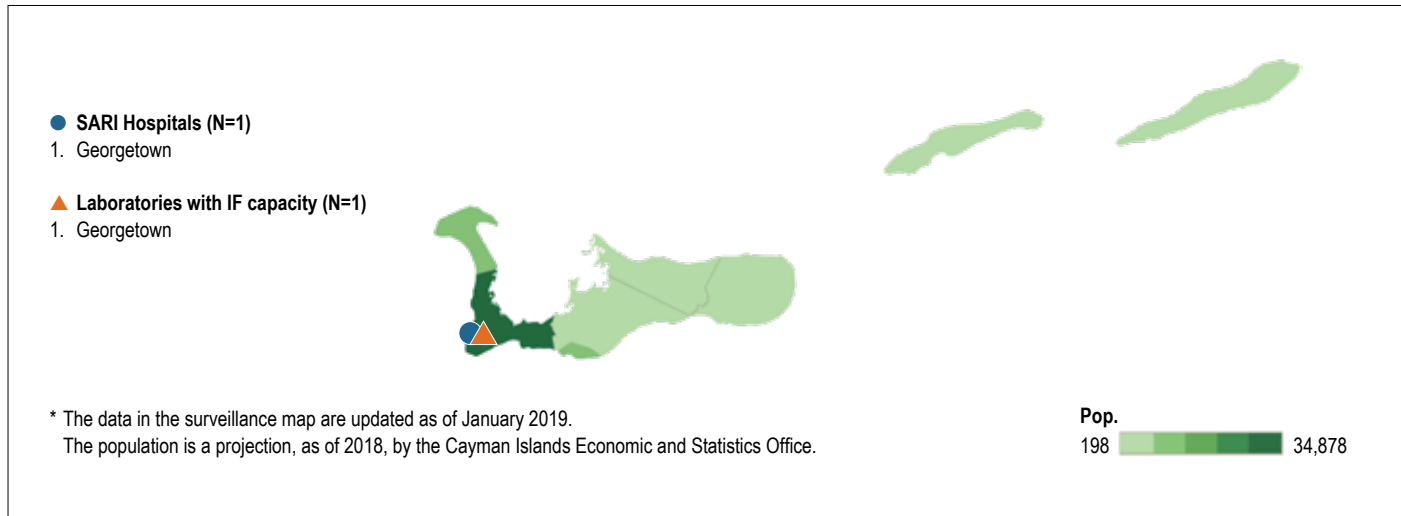 SARI Hospitals (N=1)
1. Georgetown
Laboratories with IF capacity (N=1)
1. Georgetown
* The data in the surveillance map are updated as of January 2019.
The population is a projection, as of 2018, by the Cayman Islands Economic and Statistics Office.
Pop.
198 34,878